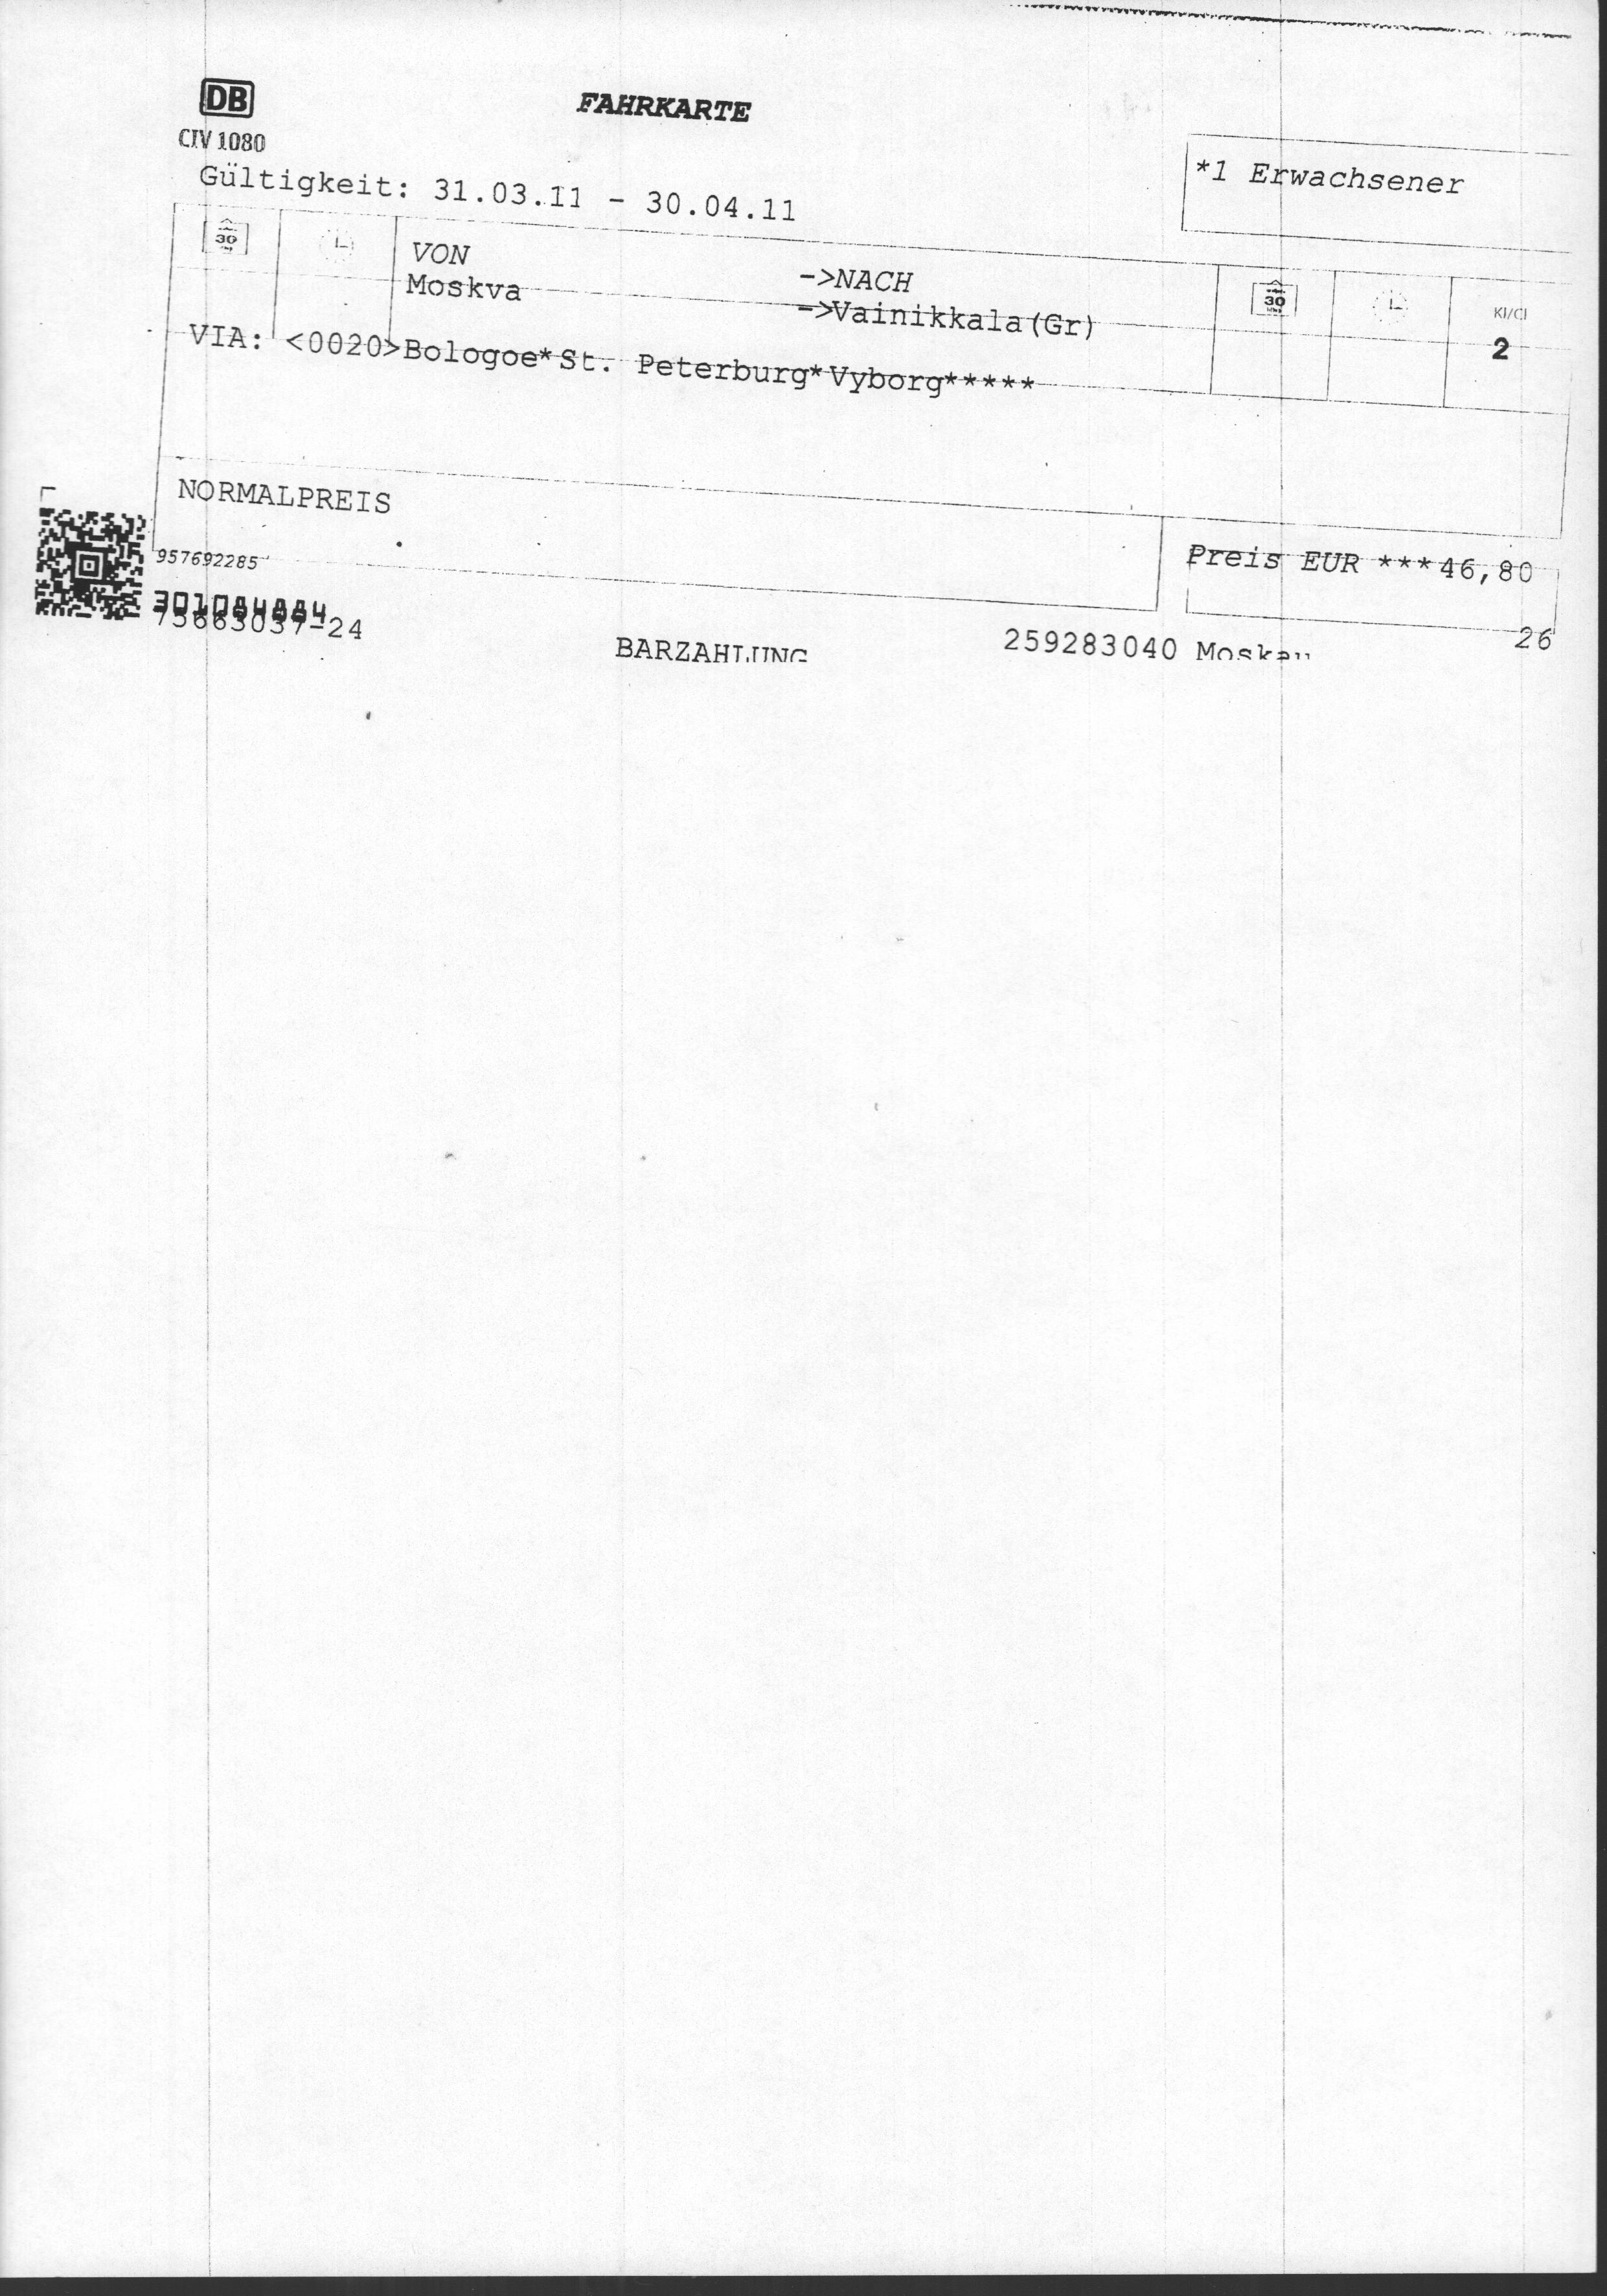 DB
FAHRKARTE
CIV 1080
*1 Erwachsener
Gültigkeit: 31.03.11 - 30.04.11
30
VON
->NACH
30
Kl/Cl
Moskva
->Vainikkala(Gr)
2
VIA: <0020>Bologoe*St. Peterburg*Vyborg*****
NORMALPREIS
Preis EUR ***46,80
957692285
301084884
75663037-24
BARZAHLUNG
259283040 Moskau
26